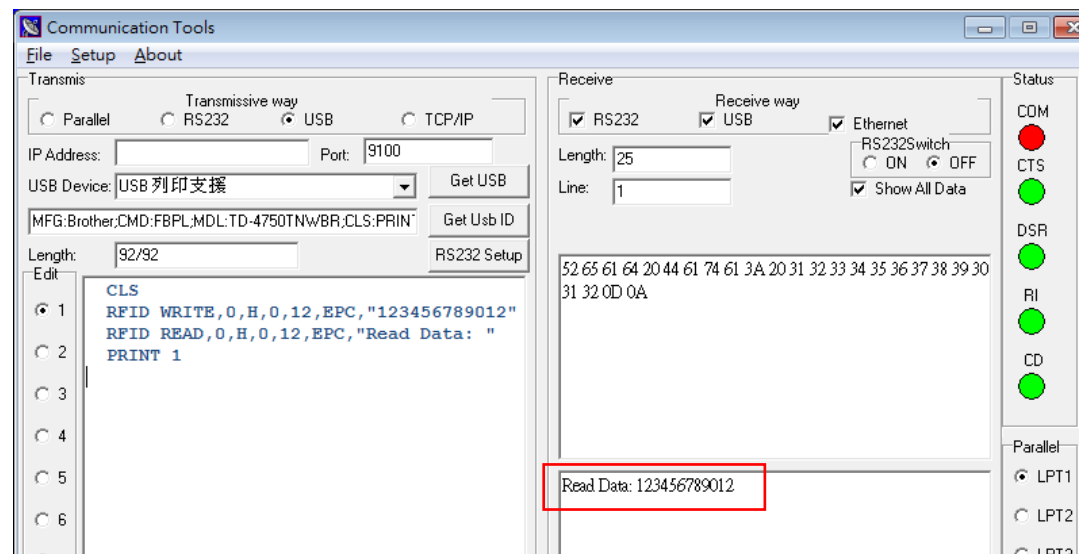 Communication Tools
File Setup About
Transmis
Transmissive way
Parallel RS232 USB TCP/IP
IP Address: Port: 9100
USB Device: USB 列印支援 Get USB
MFG:Brother;CMD:FBPL;MDL:TD-4750TNWBR;CLS:PRIN Get Usb ID
Length: 92/92 RS232 Setup
Edit
1
2
3
4
5
6
CLS
RFID WRITE,0,H,0,12,EPC,"123456789012"
RFID READ,0,H,0,12,EPC,"Read Data: "
PRINT 1
Receive
Receive way
RS232 USB Ethernet
Length: 25
RS232Switch
ON OFF
Line: 1
Show All Data
52 65 61 64 20 44 61 74 61 3A 20 31 32 33 34 35 36 37 38 39 30
31 32 0D 0A
Read Data: 123456789012
Status
COM
CTS
DSR
RI
CD
Parallel
LPT1
LPT2